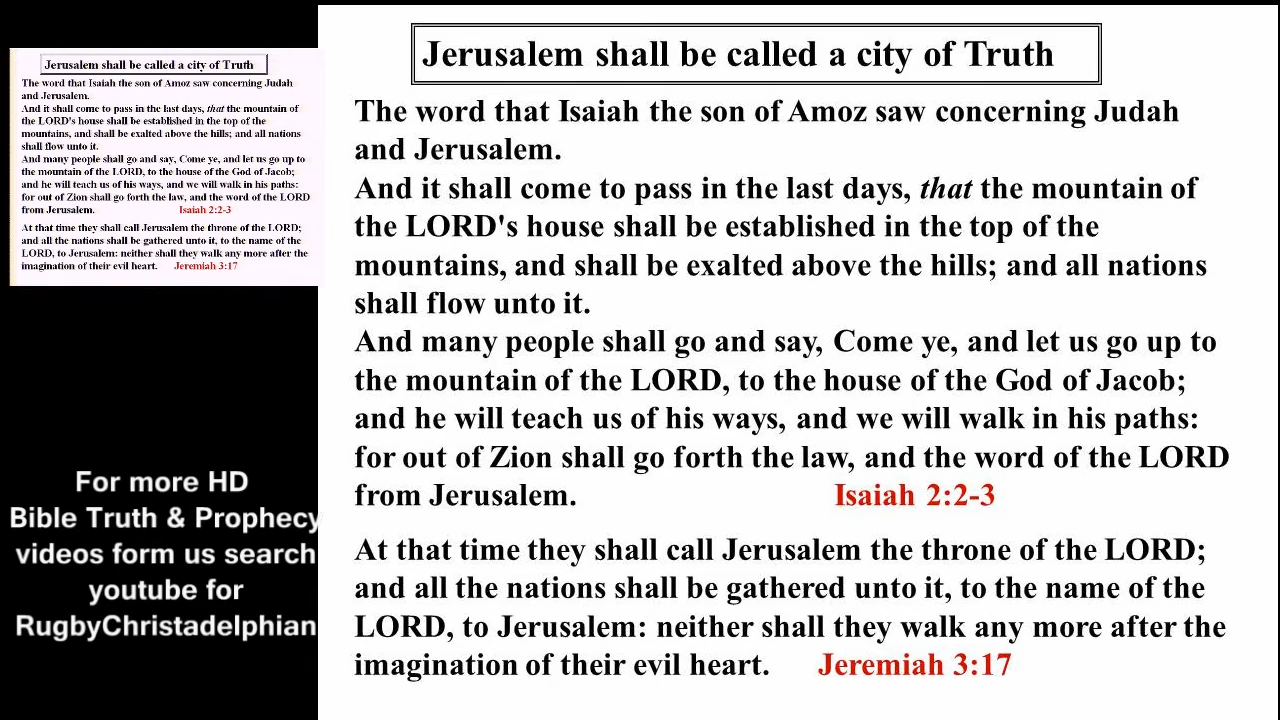 Jerusalem shall be called a city of Truth
The word that Isaiah the son of Amoz saw concerning Judah
and Jerusalem.
And it shall come to pass in the last days, that the mountain of
the LORD's house shall be established in the top of the
mountains, and shall be exalted above the hills; and all nations
shall flow unto it.
And many people shall go and say, Come ye, and let us go up to
the mountain of the LORD, to the house of the God of Jacob;
and he will teach us of his ways, and we will walk in his paths:
for out of Zion shall go forth the law, and the word of the LORD
from Jerusalem. Isaiah 2:2-3
At that time they shall call Jerusalem the throne of the LORD;
and all the nations shall be gathered unto it, to the name of the
LORD, to Jerusalem: neither shall they walk any more after the
imagination of their evil heart. Jeremiah 3:17
For more HD
Bible Truth & Prophecy
videos form us search
youtube for
RugbyChristadelphian
Jerusalem shall be called a city of Truth
The word that Isaiah the son of Amoz saw concerning Judah
and Jerusalem.
And it shall come to pass in the last days, that the mountain of
the LORD's house shall be established in the top of the
mountains, and shall be exalted above the hills; and all nations
shall flow unto it.
And many people shall go and say, Come ye, and let us go up to
the mountain of the LORD, to the house of the God of Jacob;
and he will teach us of his ways, and we will walk in his paths:
for out of Zion shall go forth the law, and the word of the LORD
from Jerusalem. Isaiah 2:2-3
At that time they shall call Jerusalem the throne of the LORD;
and all the nations shall be gathered unto it, to the name of the
LORD, to Jerusalem: neither shall they walk any more after the
imagination of their evil heart. Jeremiah 3:17